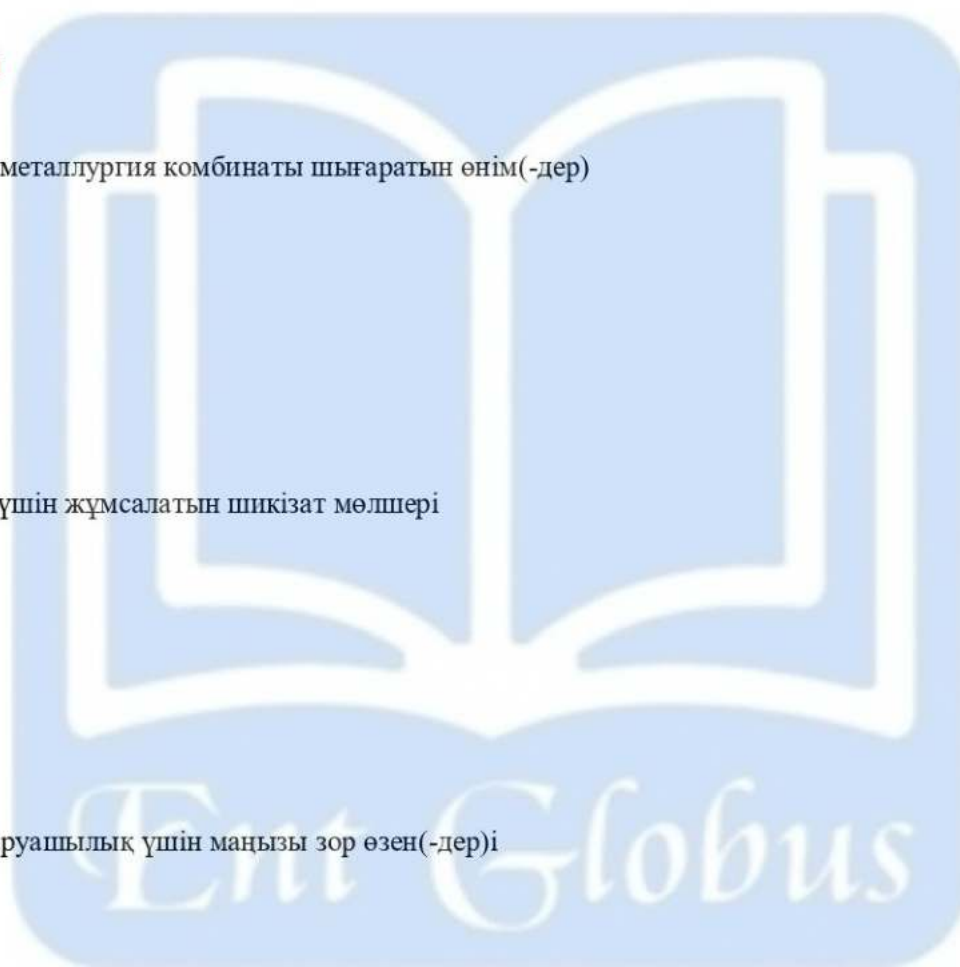 металлургия комбинаты шығаратын өнім(-дер)
үшін жұмсалатын шикізат мөлшері
руашылық үшін маңызы зор өзен(-дер)і
Ent Globus